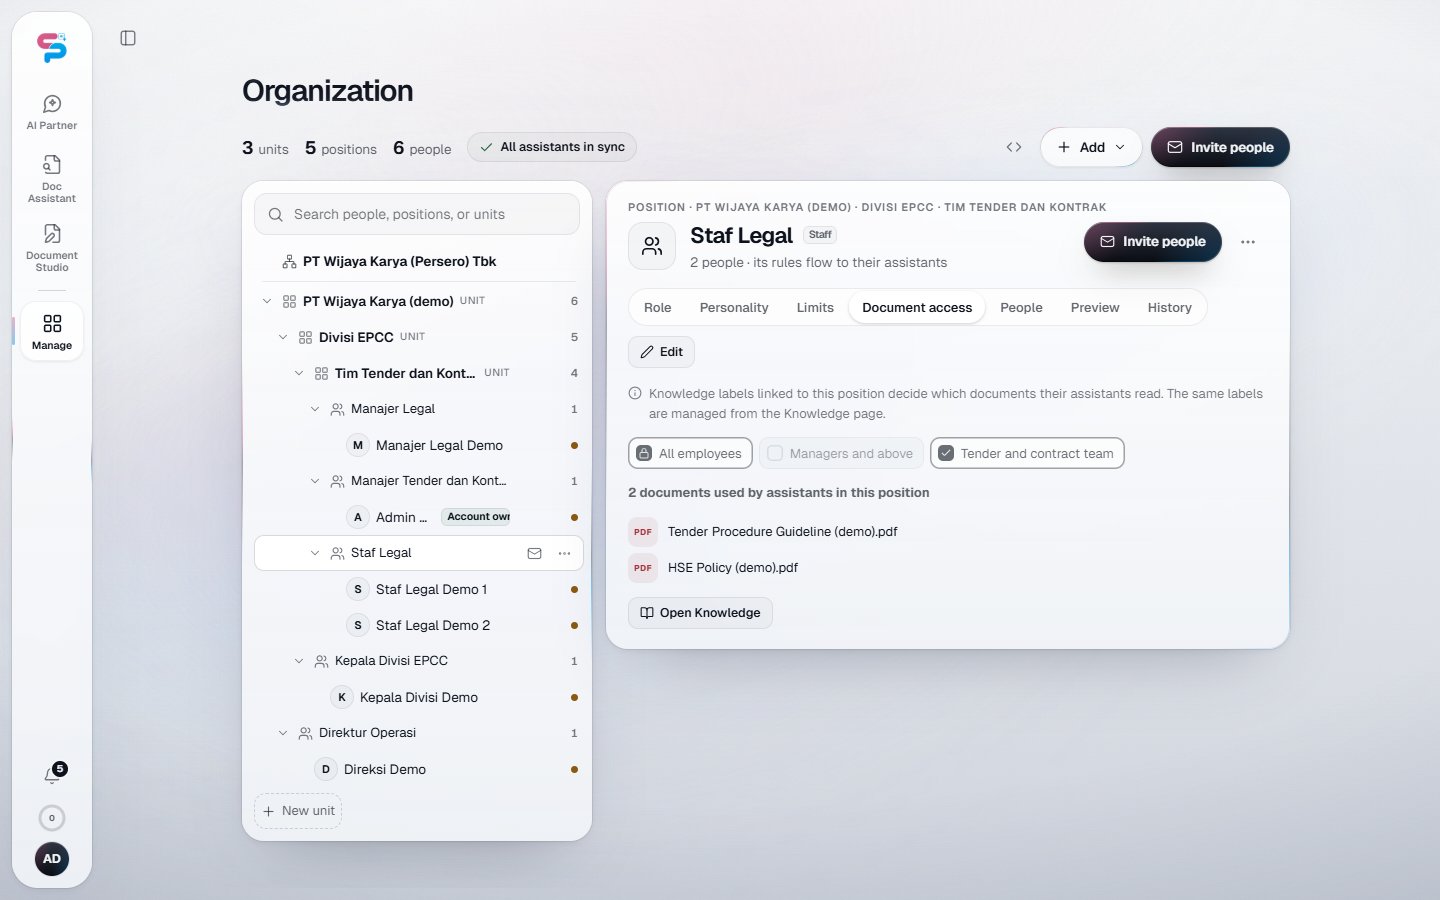 AI Partner
Doc
Assistant
Document
Studio
Manage
5
0
AD
Organization
3 units 5 positions 6 people All assistants in sync
Add
Invite people
Search people, positions, or units
PT Wijaya Karya (Persero) Tbk
PT Wijaya Karya (demo) UNIT 6
Divisi EPCC UNIT 5
Tim Tender dan Kont... UNIT 4
Manajer Legal 1
M Manajer Legal Demo
Manajer Tender dan Kont... 1
A Admin ... Account owr
Staf Legal
S Staf Legal Demo 1
S Staf Legal Demo 2
Kepala Divisi EPCC 1
K Kepala Divisi Demo
Direktur Operasi 1
D Direksi Demo
New unit
POSITION · PT WIJAYA KARYA (DEMO) · DIVISI EPCC · TIM TENDER DAN KONTRAK
Staf Legal Staff
2 people · its rules flow to their assistants
Invite people
Role Personality Limits Document access People Preview History
Edit
Knowledge labels linked to this position decide which documents their assistants read. The same labels
are managed from the Knowledge page.
All employees Managers and above Tender and contract team
2 documents used by assistants in this position
PDF Tender Procedure Guideline (demo).pdf
PDF HSE Policy (demo).pdf
Open Knowledge